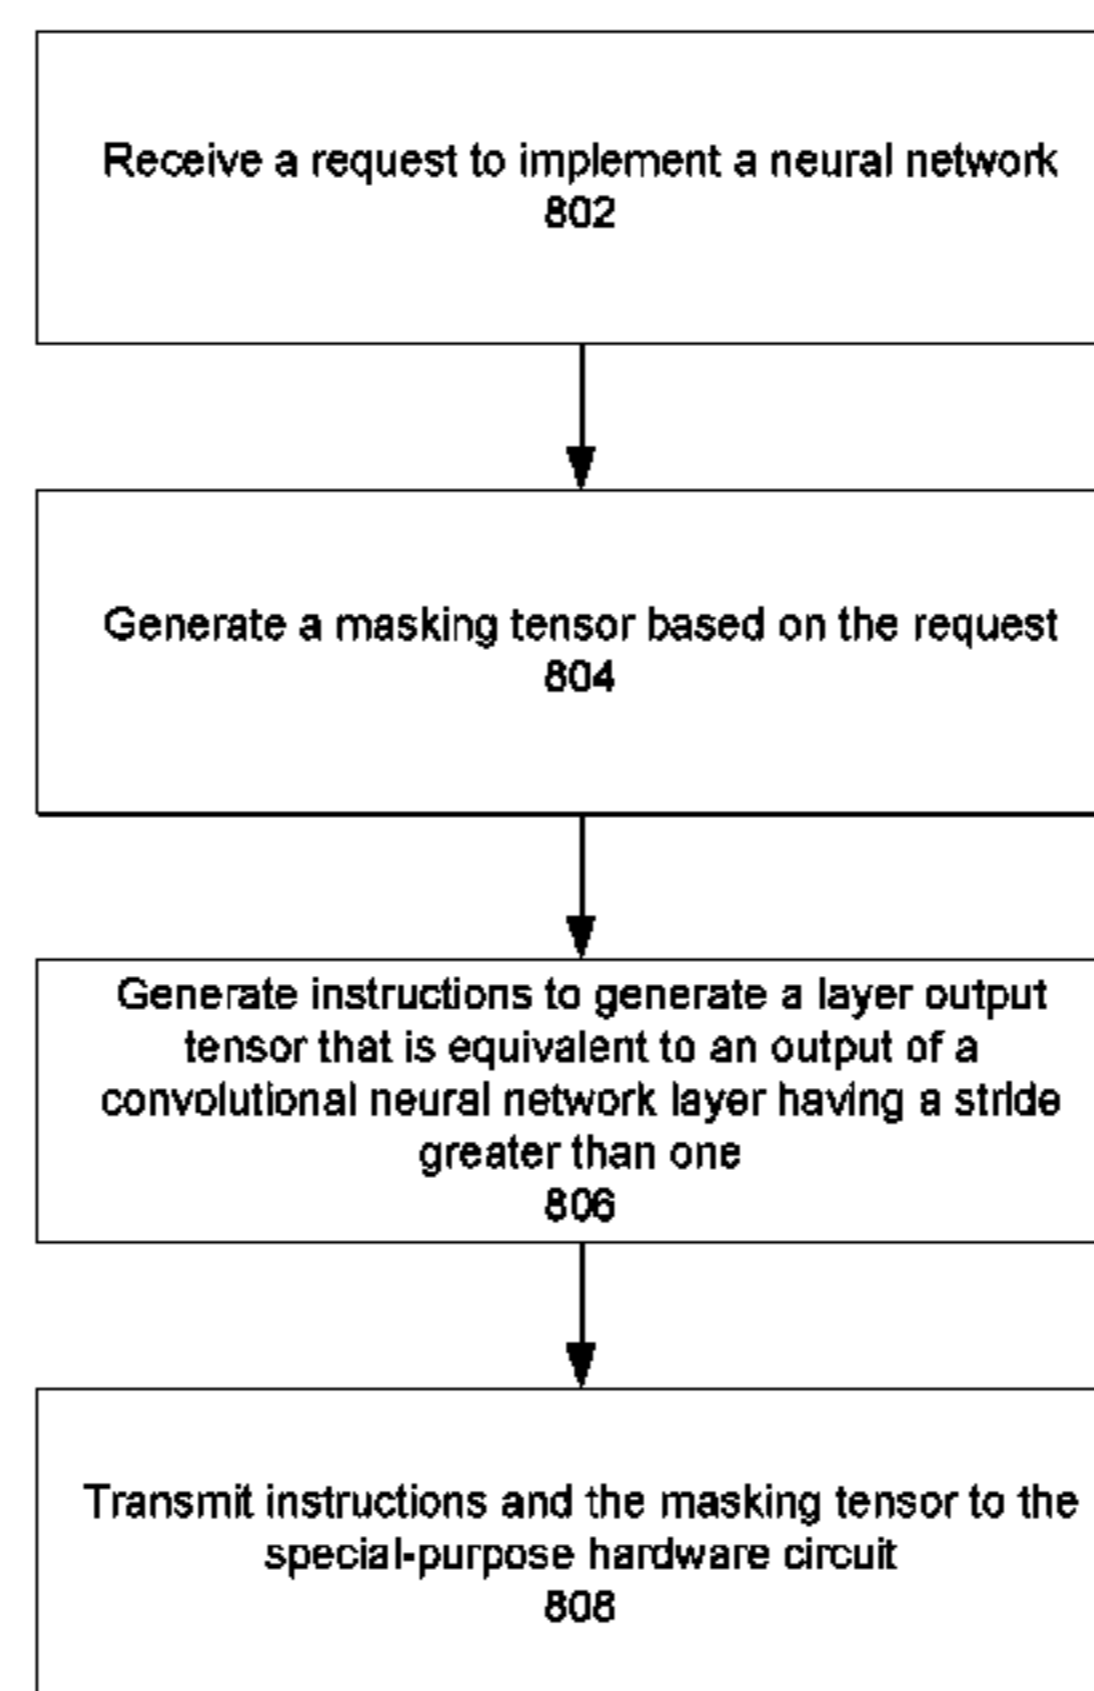 Receive a request to implement a neural network
802
Generate a masking tensor based on the request
804
Generate instructions to generate a layer output
tensor that is equivalent to an output of a
convolutional neural network layer having a stride
greater than one
806
Transmit instructions and the masking tensor to the
special-purpose hardware circuit
808